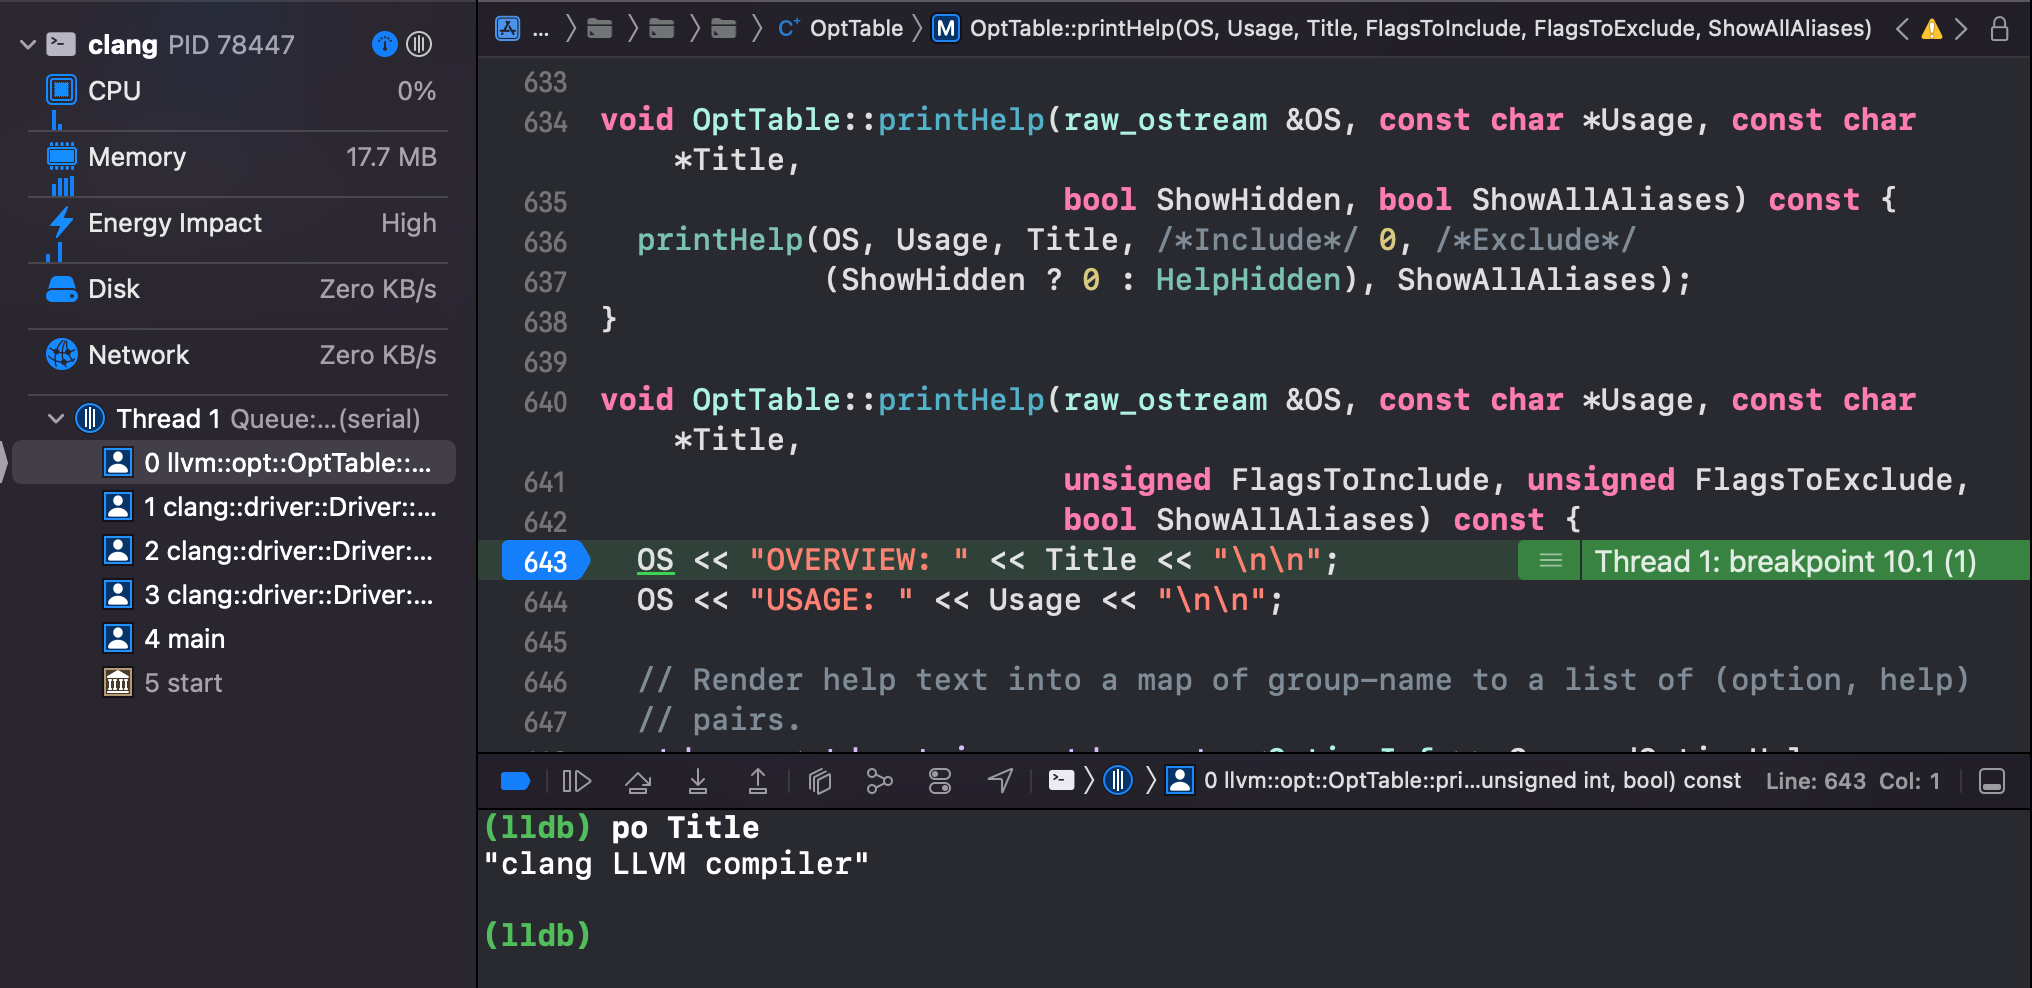 clang PID 78447
CPU 0%
Memory 17.7 MB
Energy Impact High
Disk Zero KB/s
Network Zero KB/s
Thread 1 Queue:...(serial)
0 llvm::opt::OptTable::...
1 clang::driver::Driver::...
2 clang::driver::Driver:...
3 clang::driver::Driver:...
4 main
5 start
... OptTable M OptTable::printHelp(OS, Usage, Title, FlagsToInclude, FlagsToExclude, ShowAllAliases)
633
634 void OptTable::printHelp(raw_ostream &OS, const char *Usage, const char
*Title,
635 bool ShowHidden, bool ShowAllAliases) const {
636 printHelp(OS, Usage, Title, /*Include*/ 0, /*Exclude*/
637 (ShowHidden ? 0 : HelpHidden), ShowAllAliases);
638 }
639
640 void OptTable::printHelp(raw_ostream &OS, const char *Usage, const char
*Title,
641 unsigned FlagsToInclude, unsigned FlagsToExclude,
642 bool ShowAllAliases) const {
643 OS << "OVERVIEW: " << Title << "\n\n"; Thread 1: breakpoint 10.1 (1)
644 OS << "USAGE: " << Usage << "\n\n";
645
646 // Render help text into a map of group-name to a list of (option, help)
647 // pairs.
0 llvm::opt::OptTable::pri...unsigned int, bool) const Line: 643 Col: 1
(lldb) po Title
"clang LLVM compiler"
(lldb)